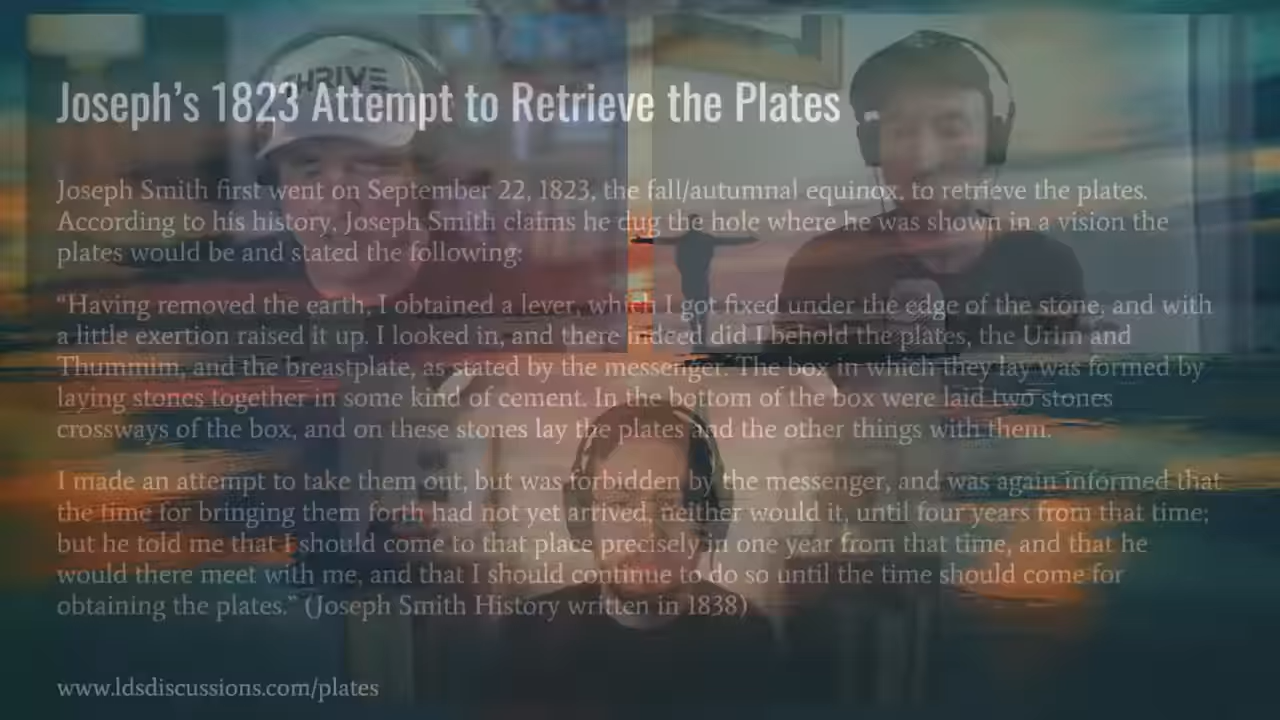 THRIVE
Joseph's 1823 Attempt to Retrieve the Plates
Joseph Smith first went on September 22, 1823, the fall/autumnal equinox, to retrieve the plates.
According to his history, Joseph Smith claims he dug the hole where he was shown in a vision the
plates would be and stated the following:
“Having removed the earth, I obtained a lever, which I got fixed under the edge of the stone, and with
a little exertion raised it up. I looked in, and there indeed did I behold the plates, the Urim and
Thummim, and the breastplate, as stated by the messenger. The box in which they lay was formed by
laying stones together in some kind of cement. In the bottom of the box were laid two stones
crossways of the box, and on these stones lay the plates and the other things with them.
I made an attempt to take them out, but was forbidden by the messenger, and was again informed that
the time for bringing them forth had not yet arrived, neither would it, until four years from that time;
but he told me that I should come to that place precisely in one year from that time, and that he
would there meet with me, and that I should continue to do so until the time should come for
obtaining the plates.” (Joseph Smith History written in 1838)
www.ldsdiscussions.com/plates